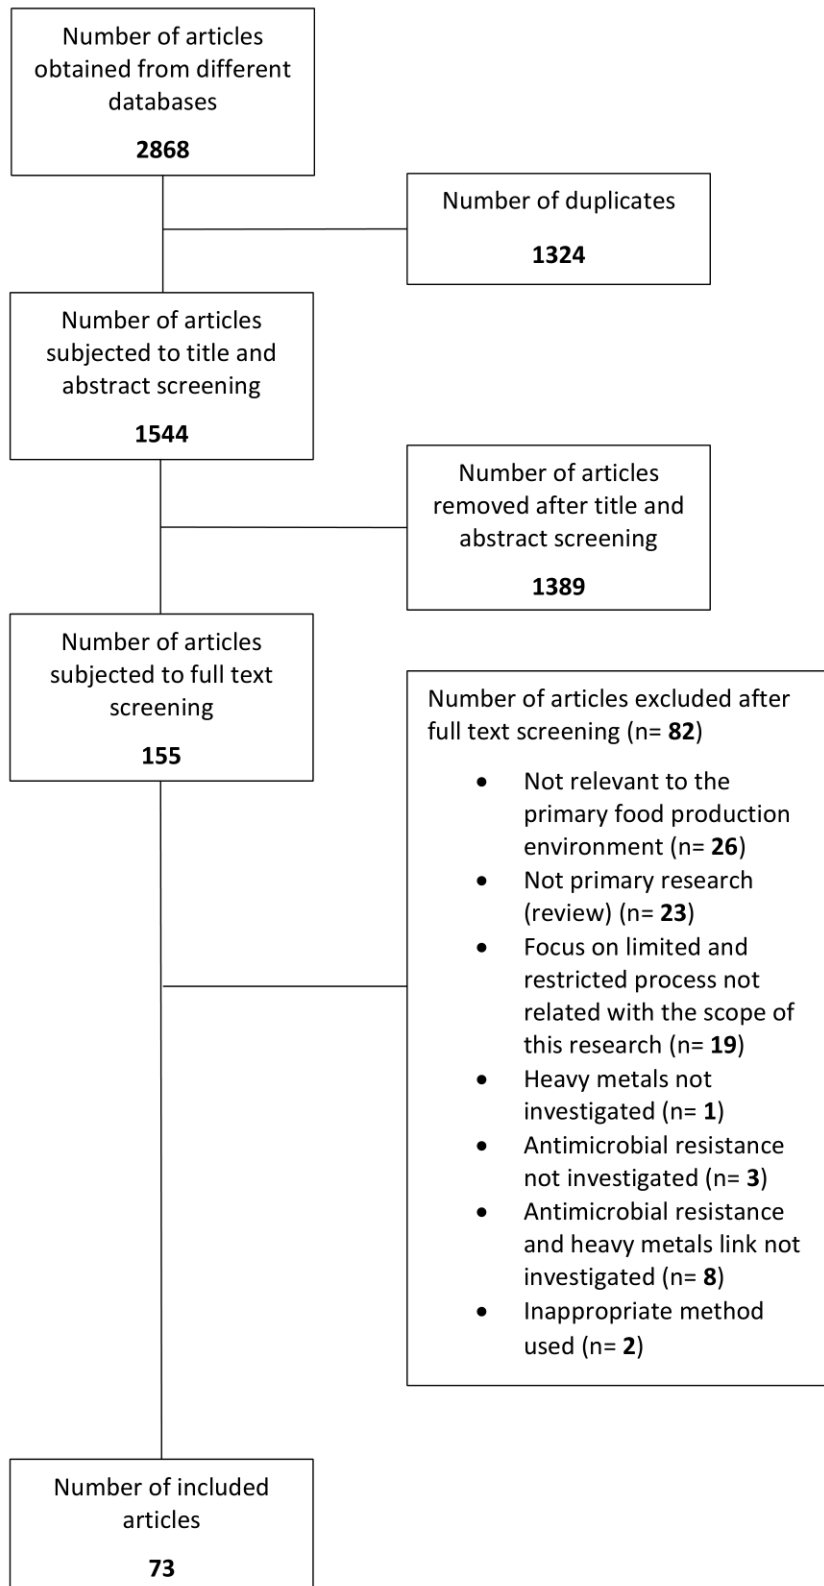 Number of articles
obtained from different
databases
2868
Number of duplicates
1324
Number of articles
subjected to title and
abstract screening
1544
Number of articles
removed after title and
abstract screening
1389
Number of articles
subjected to full text
screening
155
Number of articles excluded after
full text screening (n= 82)
• Not relevant to the
primary food production
environment (n= 26)
• Not primary research
(review) (n= 23)
• Focus on limited and
restricted process not
related with the scope of
this research (n= 19)
• Heavy metals not
investigated (n= 1)
• Antimicrobial resistance
not investigated (n= 3)
• Antimicrobial resistance
and heavy metals link not
investigated (n= 8)
• Inappropriate method
used (n= 2)
Number of included
articles
73